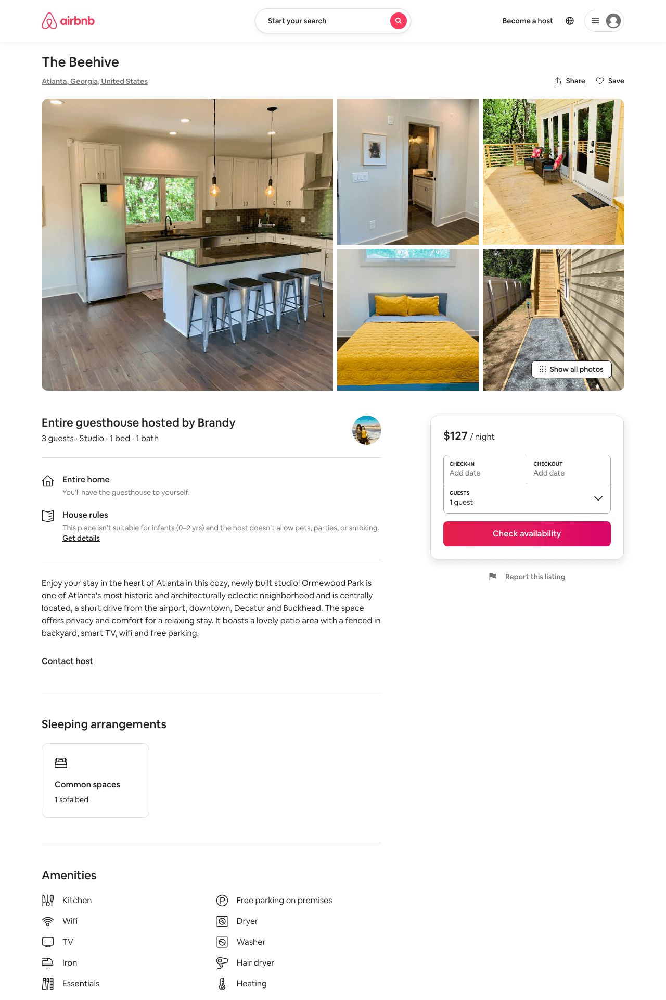 airbnb
Start your search
Become a host
The Beehive
Atlanta, Georgia, United States
Share
Save
Show all photos
Entire guesthouse hosted by Brandy
3 guests · Studio · 1 bed · 1 bath
Entire home
You’ll have the guesthouse to yourself.
House rules
This place isn’t suitable for infants (0–2 yrs) and the host doesn’t allow pets, parties, or smoking.
Get details
Enjoy your stay in the heart of Atlanta in this cozy, newly built studio! Ormewood Park is
one of Atlanta's most historic and architecturally eclectic neighborhood and is centrally
located, a short drive from the airport, downtown, Decatur and Buckhead. The space
offers privacy and comfort for a relaxing stay. It boasts a lovely patio area with a fenced in
backyard, smart TV, wifi and free parking.
Contact host
$127 / night
CHECK-IN
Add date
CHECKOUT
Add date
GUESTS
1 guest
Check availability
Report this listing
Sleeping arrangements
Common spaces
1 sofa bed
Amenities
Kitchen
Free parking on premises
Wifi
Dryer
TV
Washer
Iron
Hair dryer
Essentials
Heating